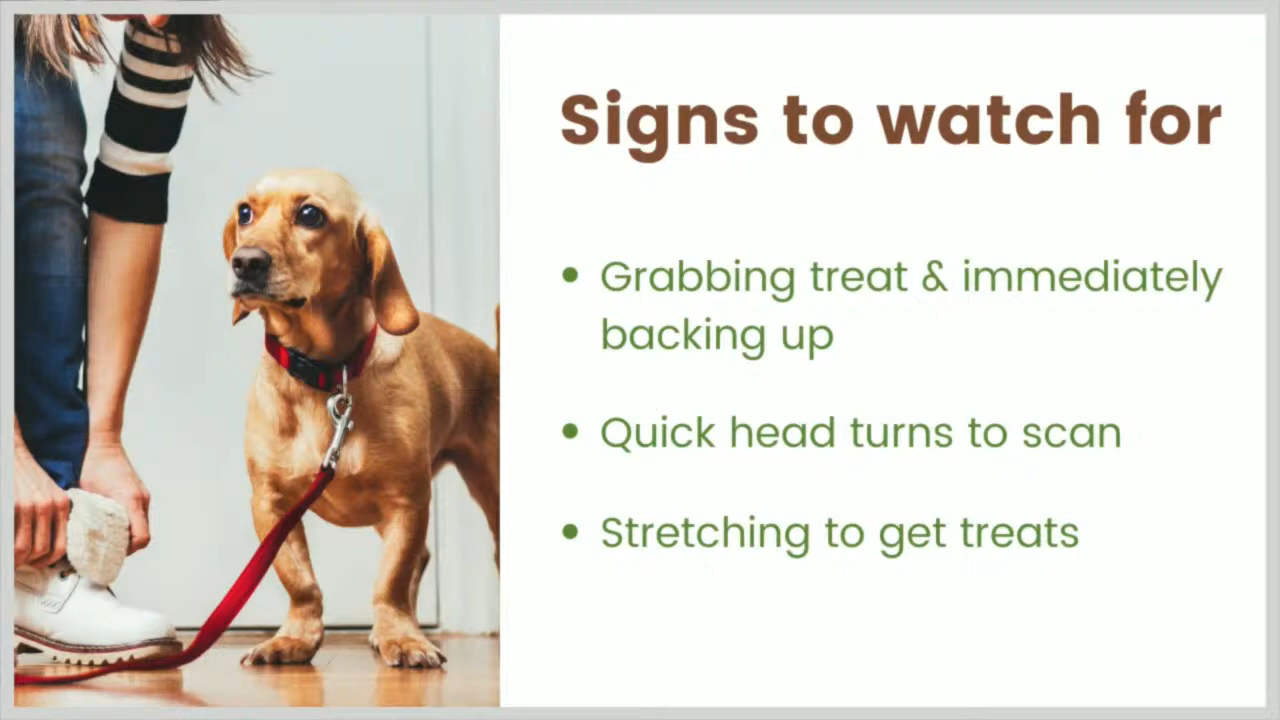 Signs to watch for
• Grabbing treat & immediately
backing up
• Quick head turns to scan
• Stretching to get treats